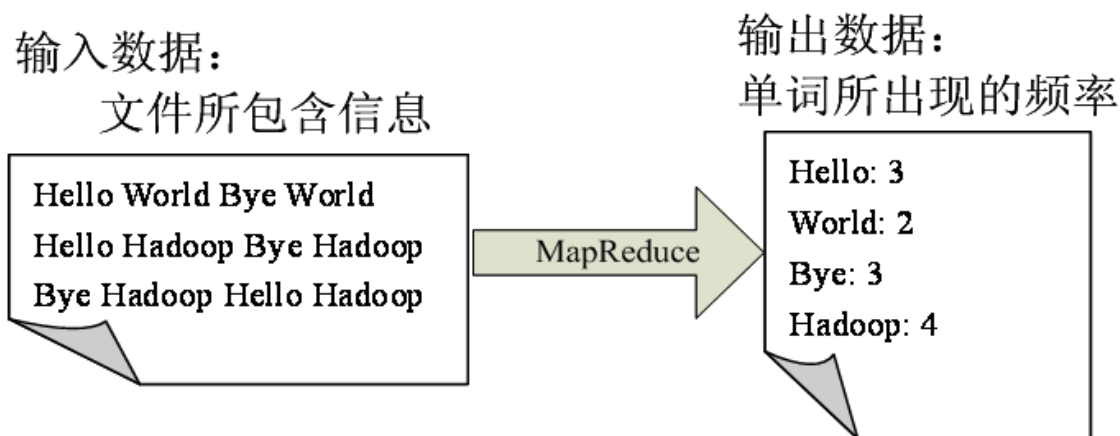 输入数据：
文件所包含信息
Hello World Bye World
Hello Hadoop Bye Hadoop
Bye Hadoop Hello Hadoop
MapReduce
输出数据：
单词所出现的频率
Hello: 3
World: 2
Bye: 3
Hadoop: 4